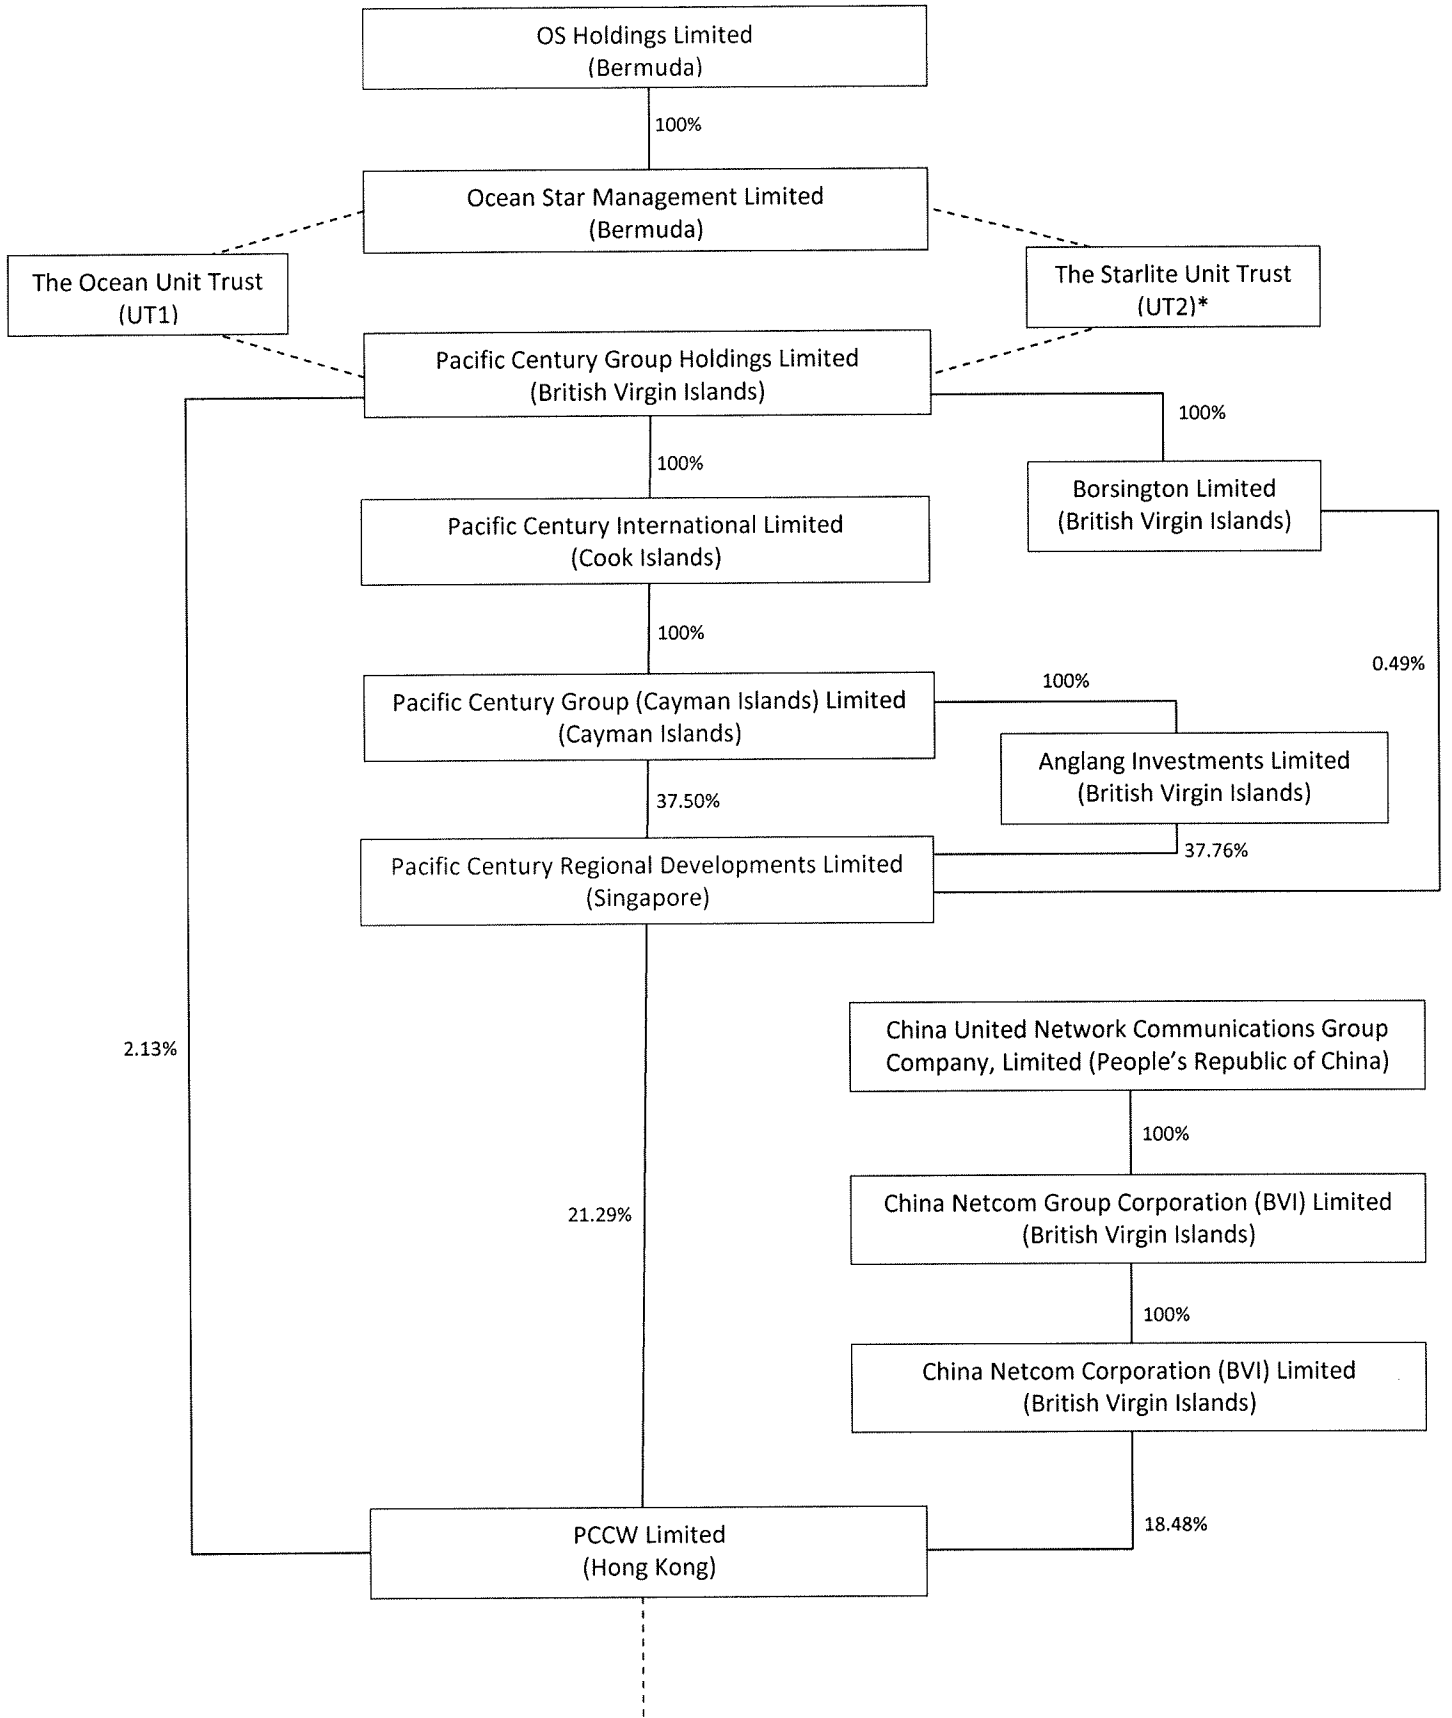 OS Holdings Limited
(Bermuda)
100%
Ocean Star Management Limited
(Bermuda)
The Ocean Unit Trust
(UT1)
The Starlite Unit Trust
(UT2)*
Pacific Century Group Holdings Limited
(British Virgin Islands)
100%
100%
Borsington Limited
(British Virgin Islands)
Pacific Century International Limited
(Cook Islands)
100%
0.49%
Pacific Century Group (Cayman Islands) Limited
(Cayman Islands)
100%
Anglang Investments Limited
(British Virgin Islands)
37.50%
37.76%
Pacific Century Regional Developments Limited
(Singapore)
China United Network Communications Group
Company, Limited (People's Republic of China)
2.13%
100%
China Netcom Group Corporation (BVI) Limited
(British Virgin Islands)
21.29%
100%
China Netcom Corporation (BVI) Limited
(British Virgin Islands)
18.48%
PCCW Limited
(Hong Kong)